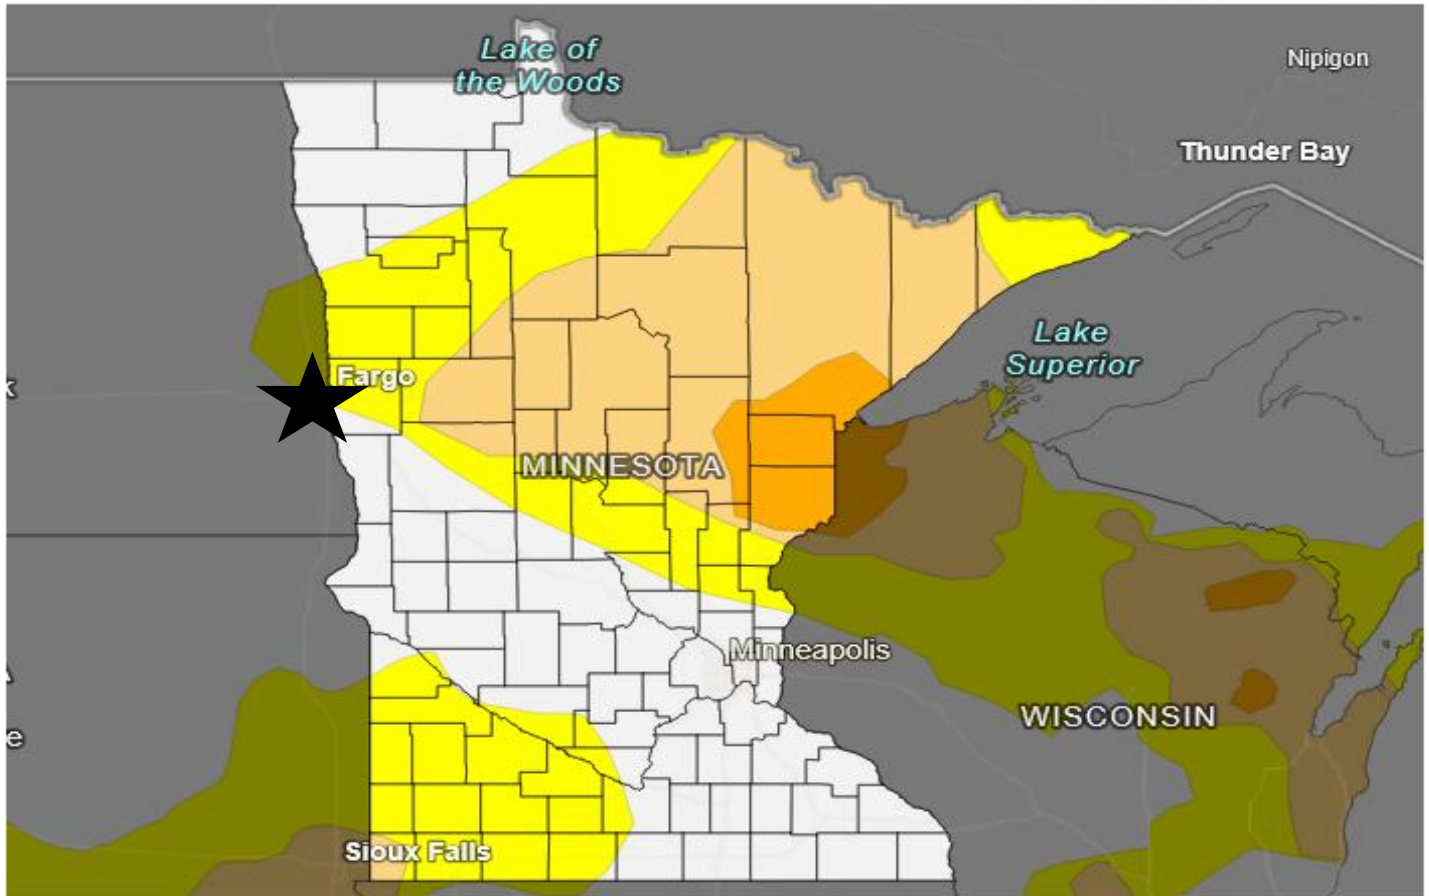 Lake of
the Woods
Nipigon
Thunder Bay
Lake
Superior
Fargo
MINNESOTA
Minneapolis
WISCONSIN
Sioux Falls